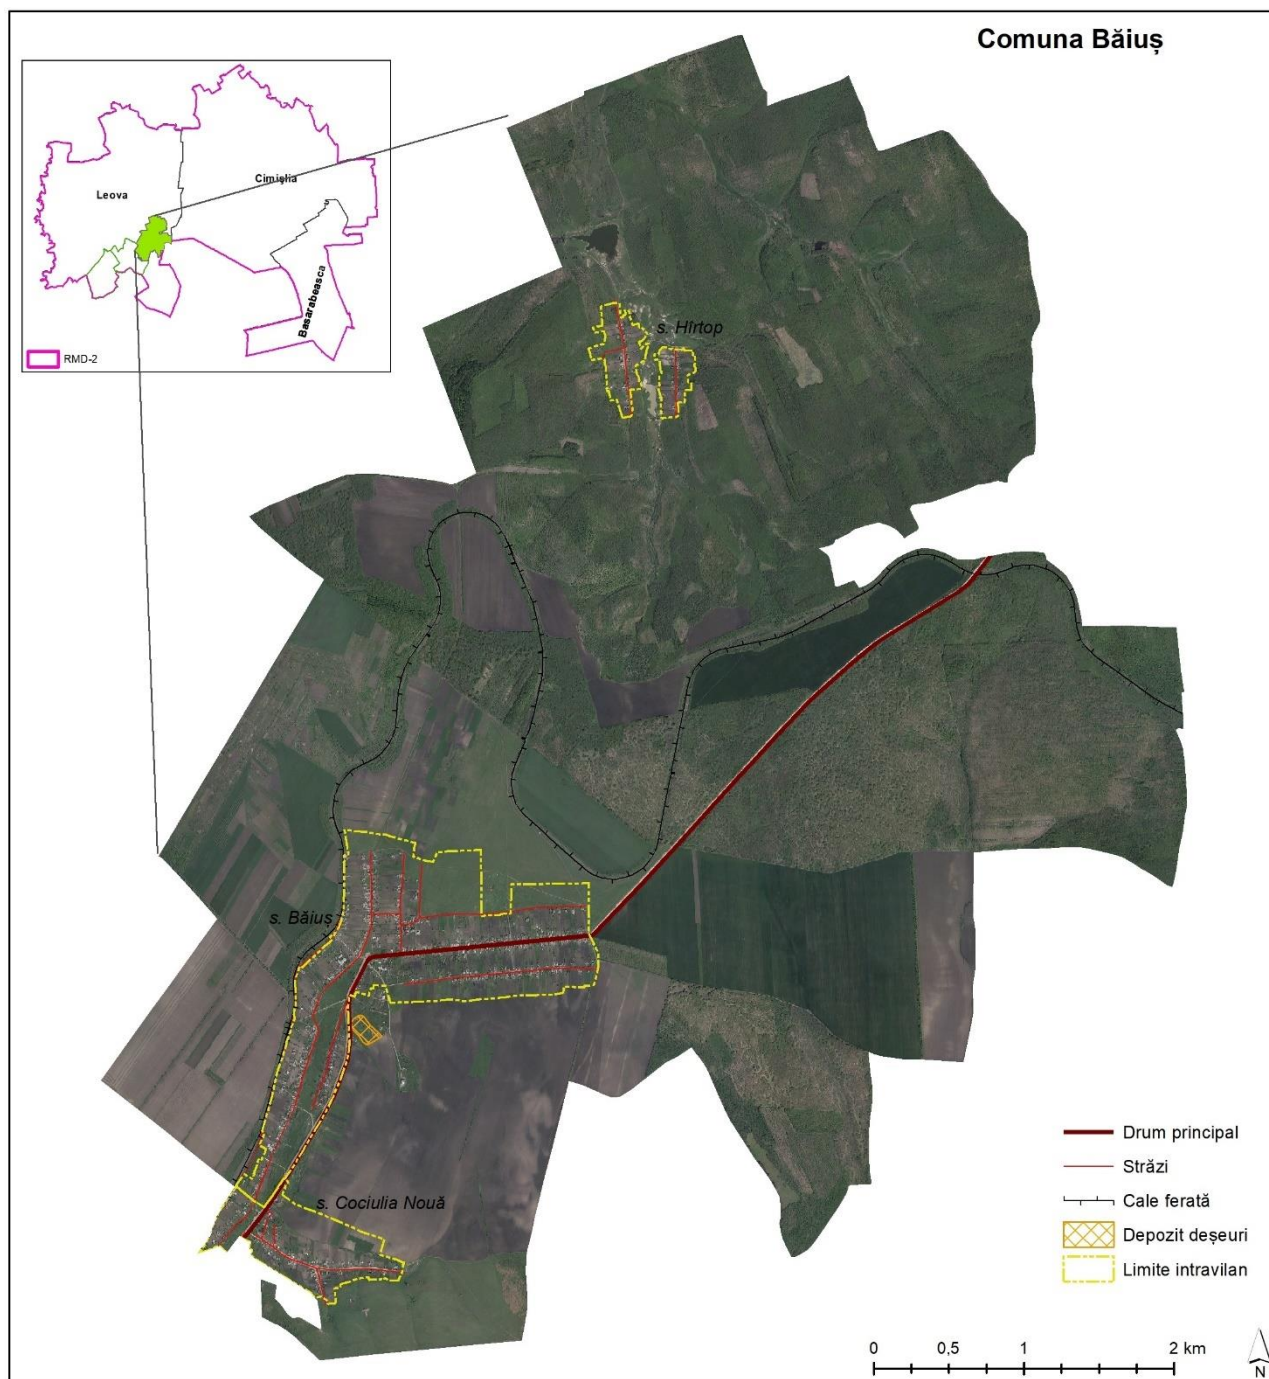 Comuna Băiuș
Leova
Cimișlia
Basarabeasca
RMD-2
s. Hîrtop
s. Băiuș
s. Cociulia Nouă
Drum principal
Străzi
Cale ferată
Depozit deșeuri
Limite intravilan
0 0,5 1 2 km
N